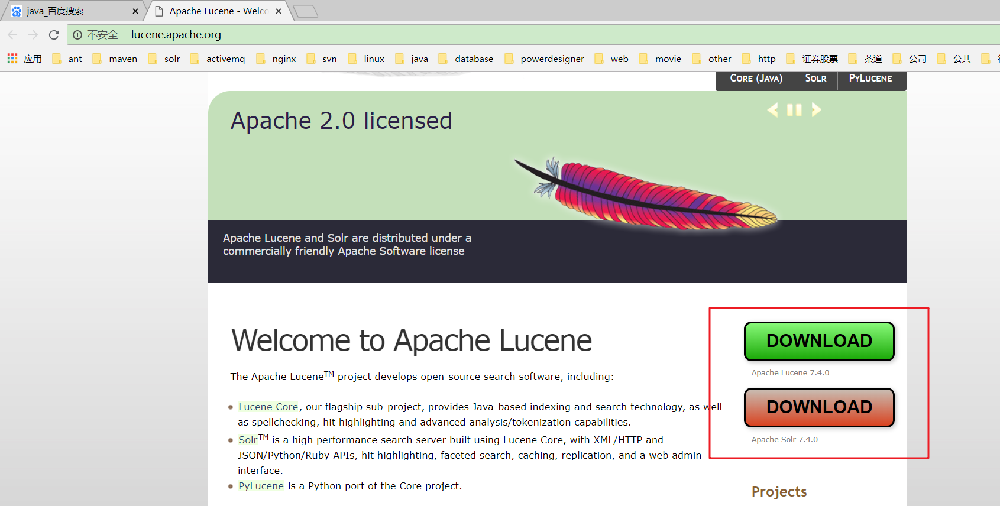 java_百度搜索
Apache Lucene - Welc
不安全 lucene.apache.org
应用 ant maven solr activemq nginx svn linux java database powerdesigner web movie other http 证券股票 茶道 公司 公共
Core (Java) Solr PyLucene
Apache 2.0 licensed
Apache Lucene and Solr are distributed under a
commercially friendly Apache Software license
Welcome to Apache Lucene
The Apache Lucene™ project develops open-source search software, including:
Lucene Core, our flagship sub-project, provides Java-based indexing and search technology, as well
as spellchecking, hit highlighting and advanced analysis/tokenization capabilities.
Solr™ is a high performance search server built using Lucene Core, with XML/HTTP and
JSON/Python/Ruby APIs, hit highlighting, faceted search, caching, replication, and a web admin
interface.
PyLucene is a Python port of the Core project.
DOWNLOAD
Apache Lucene 7.4.0
DOWNLOAD
Apache Solr 7.4.0
Projects